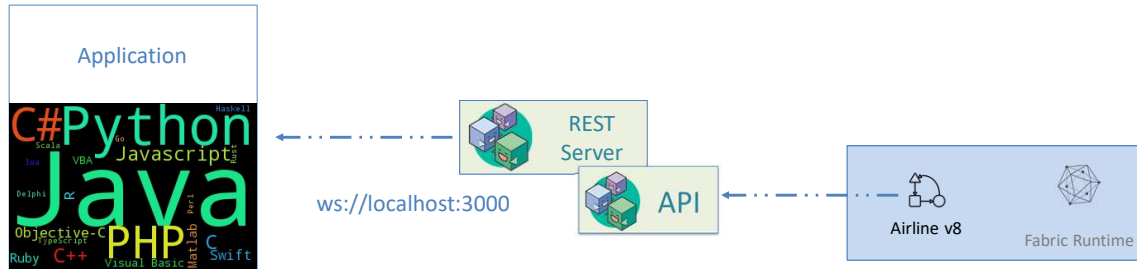 Application
C# Python Haskell
Scala Go
lua VBA Javascript Rust
Java
Delphi R Perl
Objective-C PHP Matlab C
TypeScript
Ruby C++ Visual Basic Swift
REST
Server
API
ws://localhost:3000
Airline v8
Fabric Runtime